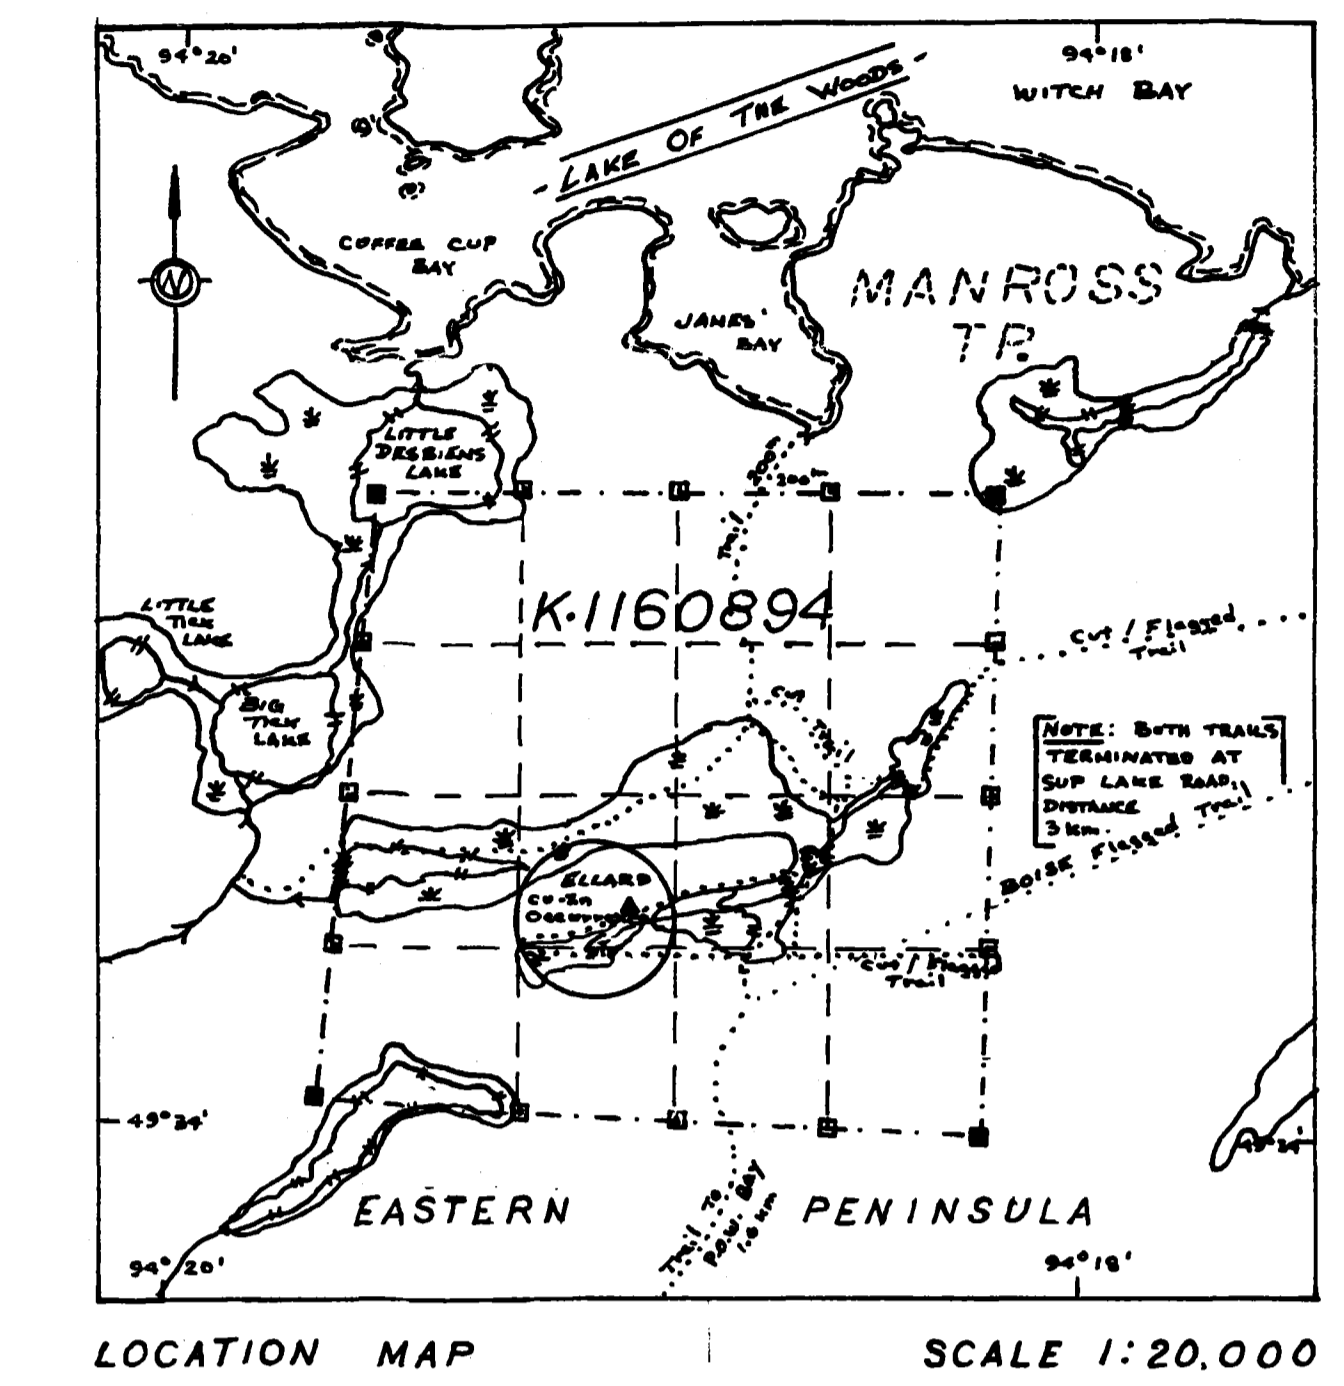 94°20'
94°18'
WITCH BAY
- LAKE OF THE WOODS -
COFFEE CUP
BAY
N
MANROSS
TP.
JAMES'
BAY
LITTLE
DESBIENS
LAKE
200m
Trail
K.1160894
LITTLE
TICK
LAKE
Cut / Flagged
Trail
BIG
TICK
LAKE
Cut
Trail
NOTE: BOTH TRAILS
TERMINATED AT
SUP LAKE ROAD,
DISTANCE
3 km.
BOISE Flagged Trail
ELLARD
Cu-Zn
Cut / Flagged
Trail
49°34'
EASTERN PENINSULA
Trail To
P.O.W. BAY
1.6 km
94°20'
94°18'
LOCATION MAP
SCALE 1:20,000